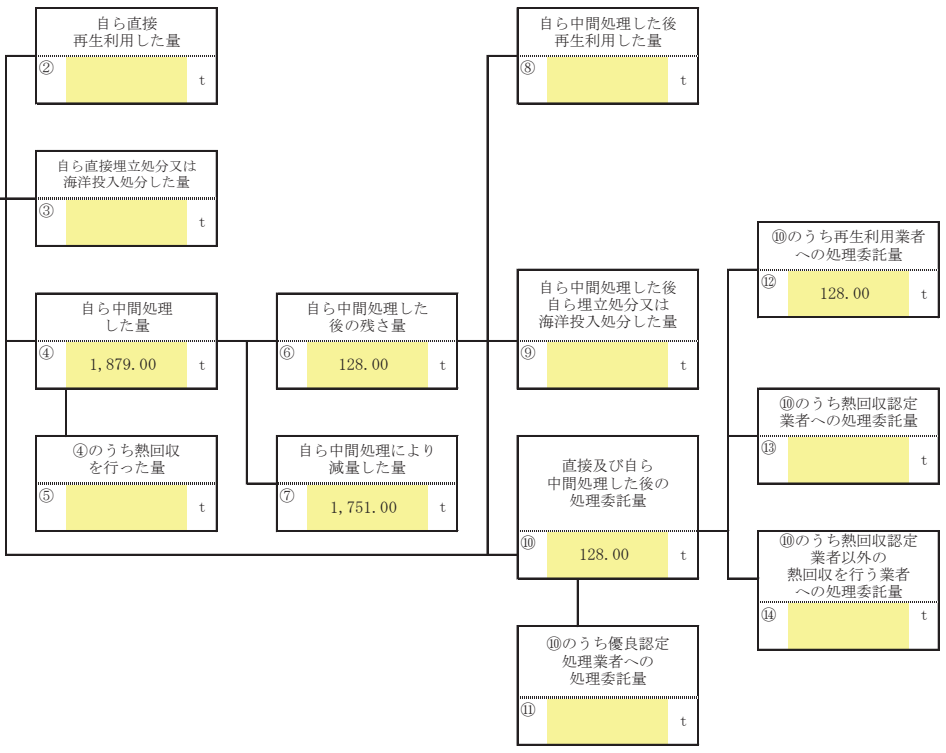 自ら直接
再生利用した量
②
t
自ら直接埋立処分又は
海洋投入処分した量
③
t
自ら中間処理
した量
④
1,879.00
t
④のうち熱回収
を行った量
⑤
t
自ら中間処理した
後の残さ量
⑥
128.00
t
自ら中間処理により
減量した量
⑦
1,751.00
t
自ら中間処理した後
再生利用した量
⑧
t
自ら中間処理した後
自ら埋立処分又は
海洋投入処分した量
⑨
t
直接及び自ら
中間処理した後の
処理委託量
⑩
128.00
t
⑩のうち優良認定
処理業者への
処理委託量
⑪
t
⑩のうち再生利用業者
への処理委託量
⑫
128.00
t
⑩のうち熱回収認定
業者への処理委託量
⑬
t
⑩のうち熱回収認定
業者以外の
熱回収を行う業者
への処理委託量
⑭
t